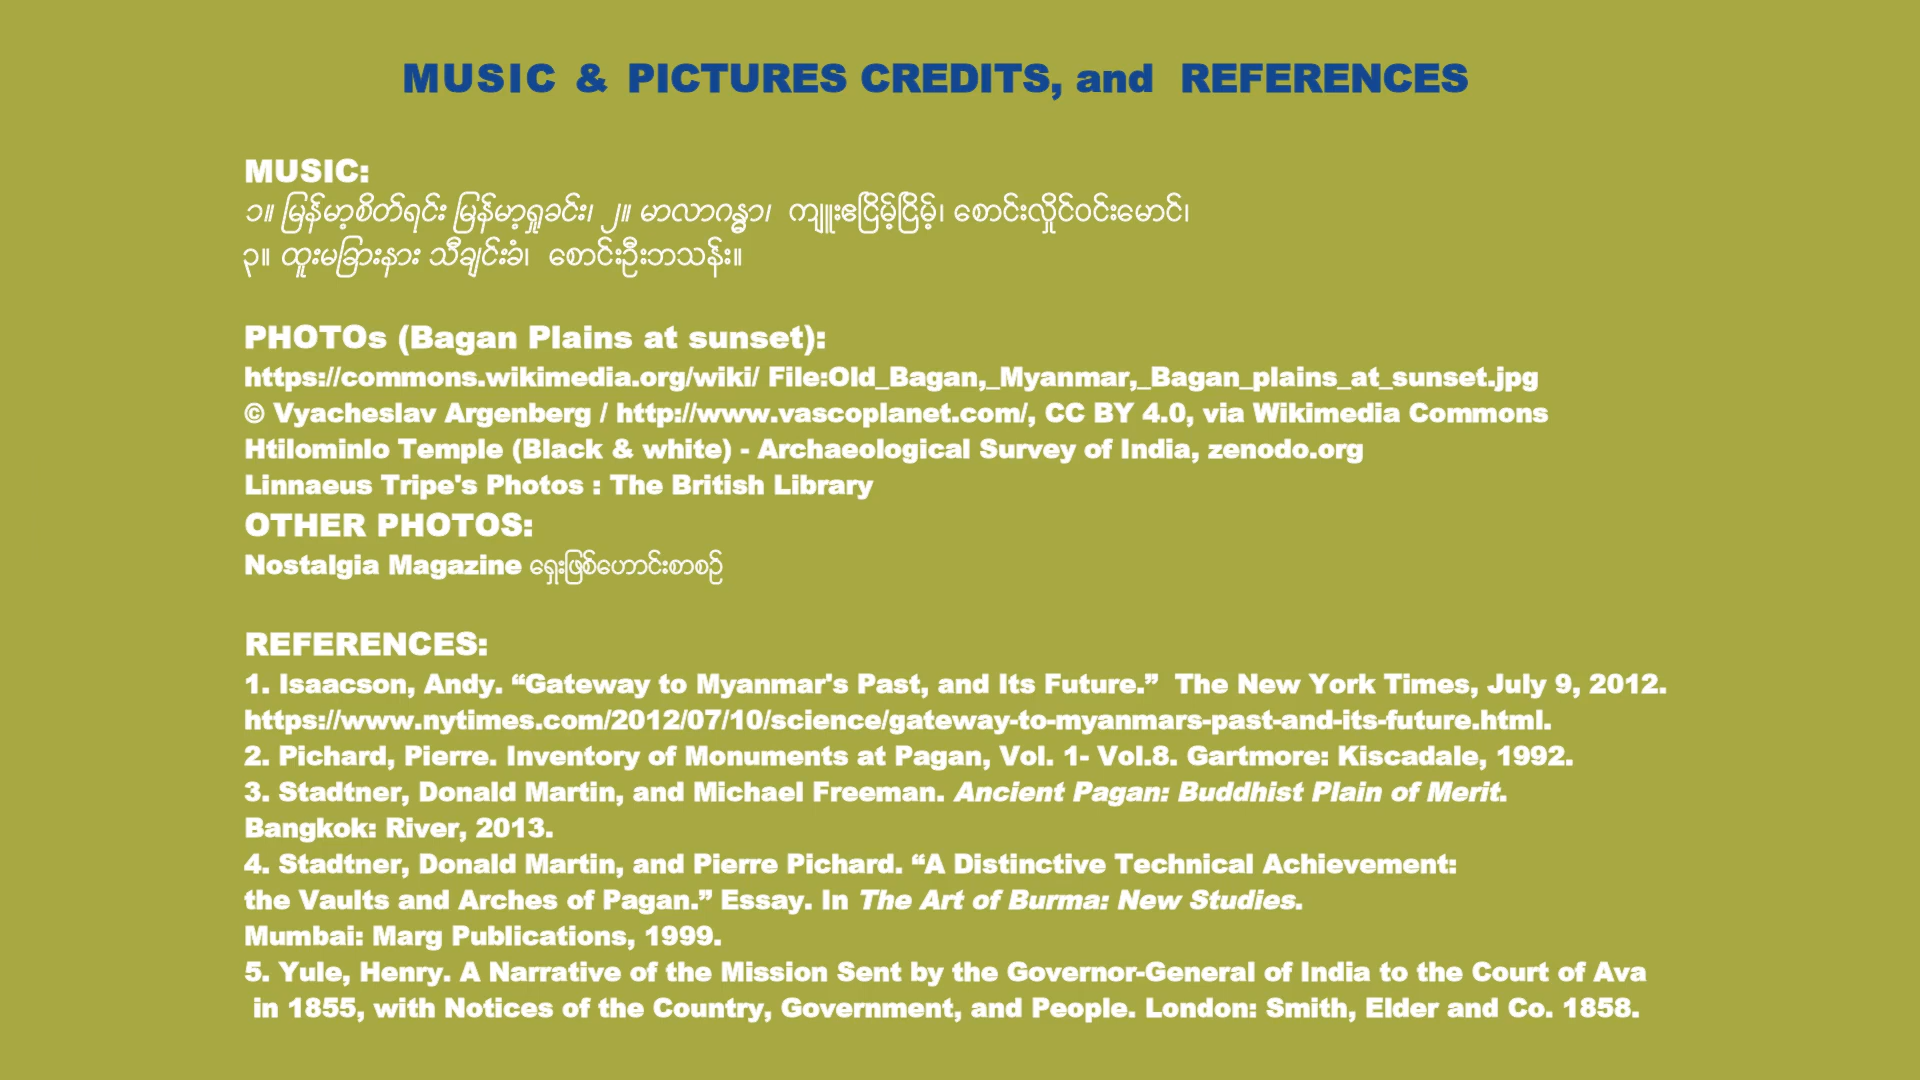 MUSIC & PICTURES CREDITS, and REFERENCES
MUSIC:
၁။ မြန်မာ့စိတ်ရင်း မြန်မာ့ရှုခင်း၊ ၂။ မာလာဂန္ဓာ၊ ကျူးဧငြိမ့်ငြိမ့်၊ စောင်းလှိုင်ဝင်းမောင်၊
၃။ ထူးမခြားနား သီချင်းခံ၊ စောင်းဦးဘသန်း။
PHOTOs (Bagan Plains at sunset):
https://commons.wikimedia.org/wiki/ File:Old_Bagan,_Myanmar,_Bagan_plains_at_sunset.jpg
© Vyacheslav Argenberg / http://www.vascoplanet.com/, CC BY 4.0, via Wikimedia Commons
Htilominlo Temple (Black & white) - Archaeological Survey of India, zenodo.org
Linnaeus Tripe's Photos : The British Library
OTHER PHOTOS:
Nostalgia Magazine ရှေးဖြစ်ဟောင်းစာစဉ်
REFERENCES:
1. Isaacson, Andy. “Gateway to Myanmar's Past, and Its Future.” The New York Times, July 9, 2012.
https://www.nytimes.com/2012/07/10/science/gateway-to-myanmars-past-and-its-future.html.
2. Pichard, Pierre. Inventory of Monuments at Pagan, Vol. 1- Vol.8. Gartmore: Kiscadale, 1992.
3. Stadtner, Donald Martin, and Michael Freeman. Ancient Pagan: Buddhist Plain of Merit.
Bangkok: River, 2013.
4. Stadtner, Donald Martin, and Pierre Pichard. “A Distinctive Technical Achievement:
the Vaults and Arches of Pagan.” Essay. In The Art of Burma: New Studies.
Mumbai: Marg Publications, 1999.
5. Yule, Henry. A Narrative of the Mission Sent by the Governor-General of India to the Court of Ava
in 1855, with Notices of the Country, Government, and People. London: Smith, Elder and Co. 1858.